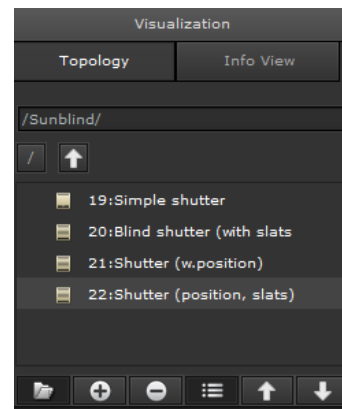 Visualization
Topology
Info View
/Sunblind/
/
19:Simple shutter
20:Blind shutter (with slats
21:Shutter (w.position)
22:Shutter (position, slats)